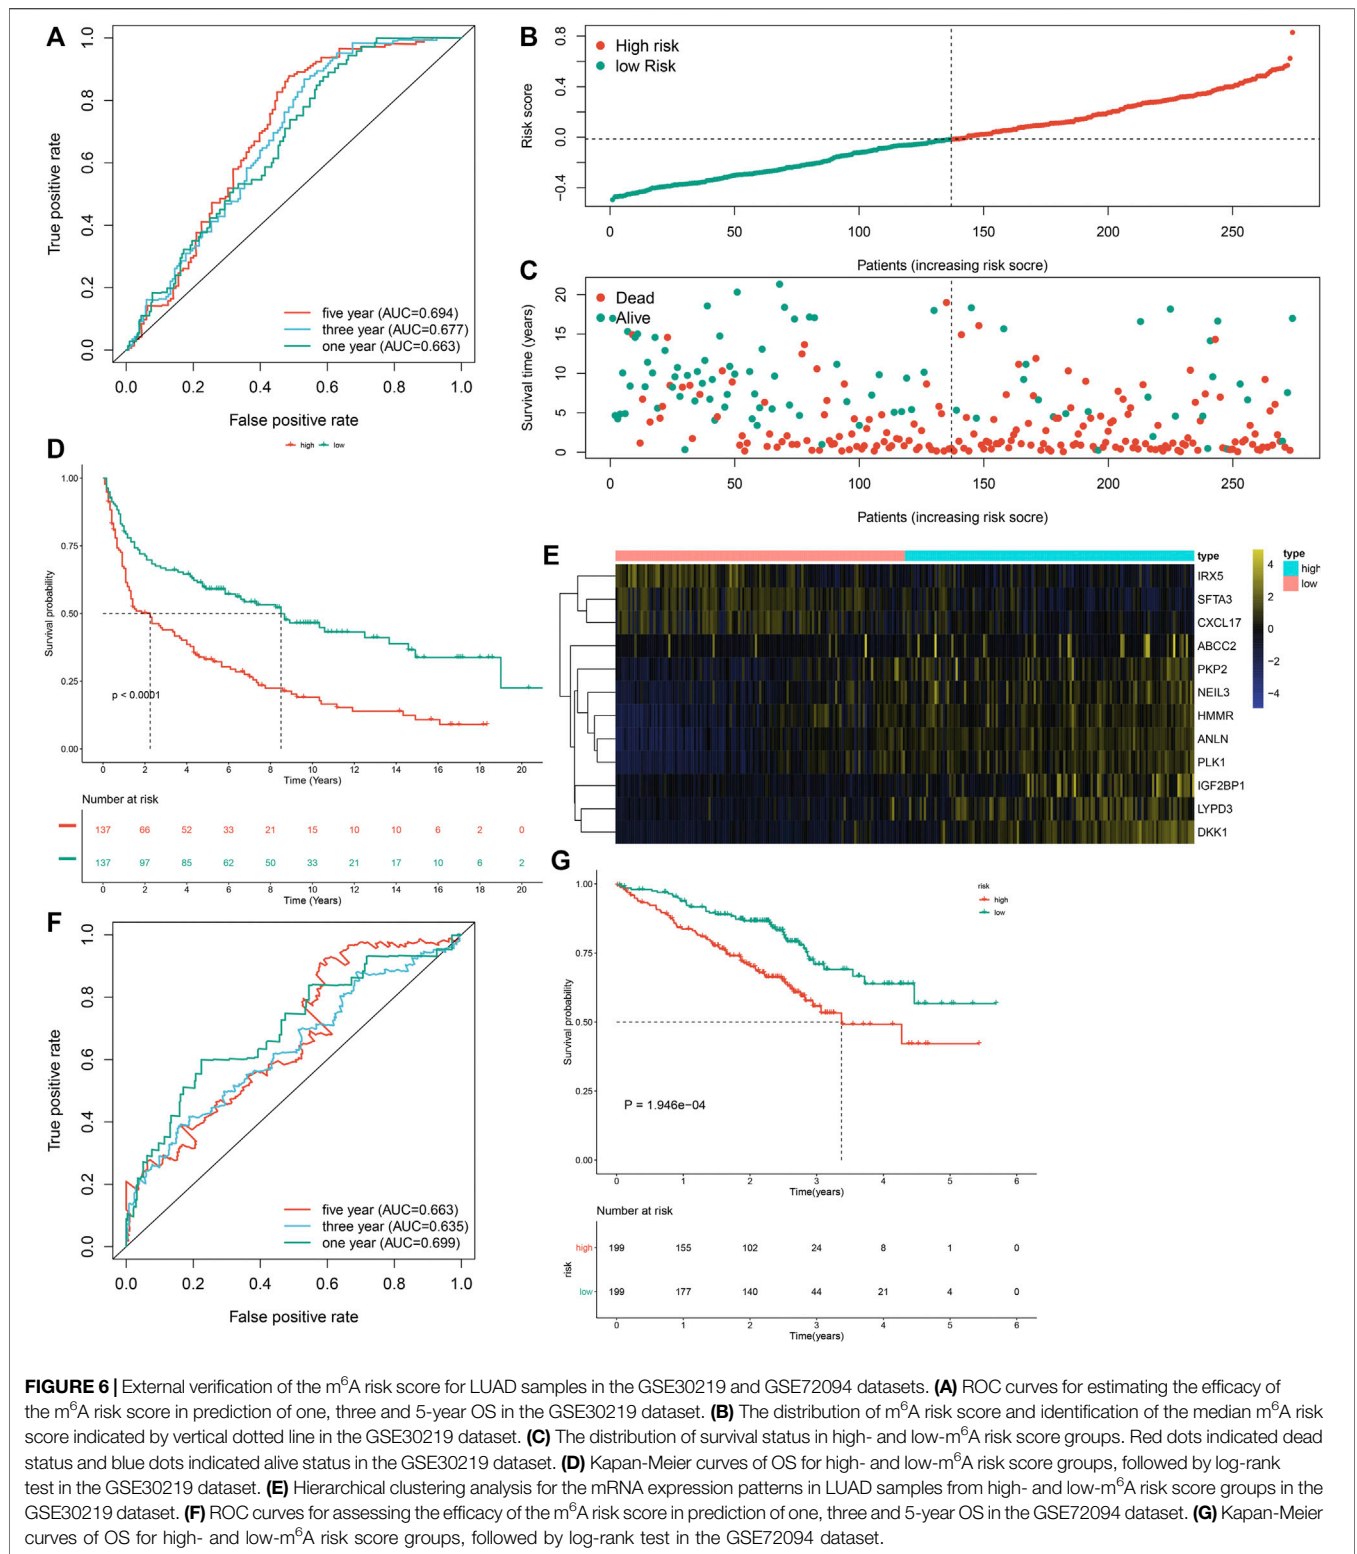 A
True positive rate
1.0
0.8
0.6
0.4
0.2
0.0
five year (AUC=0.694)
three year (AUC=0.677)
one year (AUC=0.663)
0.0 0.2 0.4 0.6 0.8 1.0
False positive rate
B
Risk score
0.8
0.4
0.0
−0.4
High risk
low Risk
0 50 100 150 200 250
Patients (increasing risk socre)
C
Survival time (years)
20
15
10
5
0
Dead
Alive
0 50 100 150 200 250
Patients (increasing risk socre)
D
high low
Survival probability
1.00
0.75
0.50
0.25
0.00
p < 0.0001
0 2 4 6 8 10 12 14 16 18 20
Time (Years)
Number at risk
137 66 52 33 21 15 10 10 6 2 0
137 97 85 62 50 33 21 17 10 6 2
0 2 4 6 8 10 12 14 16 18 20
Time (Years)
E
type
IRX5
SFTA3
CXCL17
ABCC2
PKP2
NEIL3
HMMR
ANLN
PLK1
IGF2BP1
LYPD3
DKK1
4
2
0
−2
−4
type
high
low
F
True positive rate
1.0
0.8
0.6
0.4
0.2
0.0
five year (AUC=0.663)
three year (AUC=0.635)
one year (AUC=0.699)
0.0 0.2 0.4 0.6 0.8 1.0
False positive rate
G
risk
high
low
Survival probability
1.00
0.75
0.50
0.25
0.00
P = 1.946e−04
0 1 2 3 4 5 6
Time(years)
Number at risk
risk
high 199 155 102 24 8 1 0
low 199 177 140 44 21 4 0
0 1 2 3 4 5 6
Time(years)
FIGURE 6 | External verification of the m⁶A risk score for LUAD samples in the GSE30219 and GSE72094 datasets. (A) ROC curves for estimating the efficacy of
the m⁶A risk score in prediction of one, three and 5-year OS in the GSE30219 dataset. (B) The distribution of m⁶A risk score and identification of the median m⁶A risk
score indicated by vertical dotted line in the GSE30219 dataset. (C) The distribution of survival status in high- and low-m⁶A risk score groups. Red dots indicated dead
status and blue dots indicated alive status in the GSE30219 dataset. (D) Kapan-Meier curves of OS for high- and low-m⁶A risk score groups, followed by log-rank
test in the GSE30219 dataset. (E) Hierarchical clustering analysis for the mRNA expression patterns in LUAD samples from high- and low-m⁶A risk score groups in the
GSE30219 dataset. (F) ROC curves for assessing the efficacy of the m⁶A risk score in prediction of one, three and 5-year OS in the GSE72094 dataset. (G) Kapan-Meier
curves of OS for high- and low-m⁶A risk score groups, followed by log-rank test in the GSE72094 dataset.